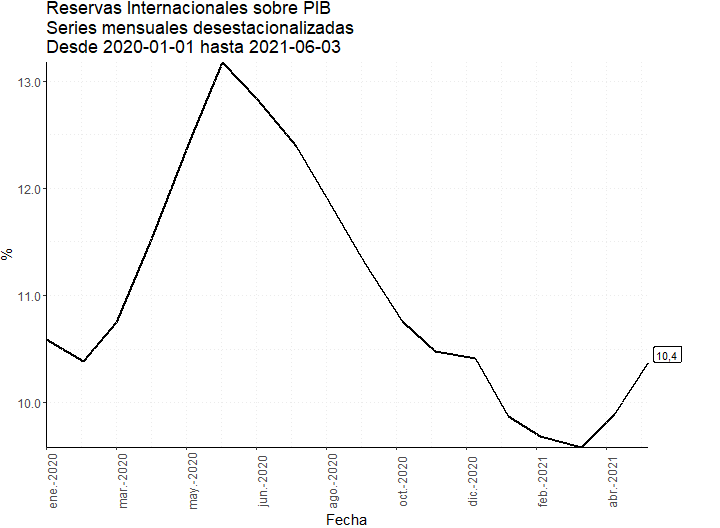 Reservas Internacionales sobre PIB
Series mensuales desestacionalizadas
Desde 2020-01-01 hasta 2021-06-03
13.0
12.0
11.0
10.0
%
10,4
ene.-2020
mar.-2020
may.-2020
jun.-2020
ago.-2020
oct.-2020
dic.-2020
feb.-2021
abr.-2021
Fecha